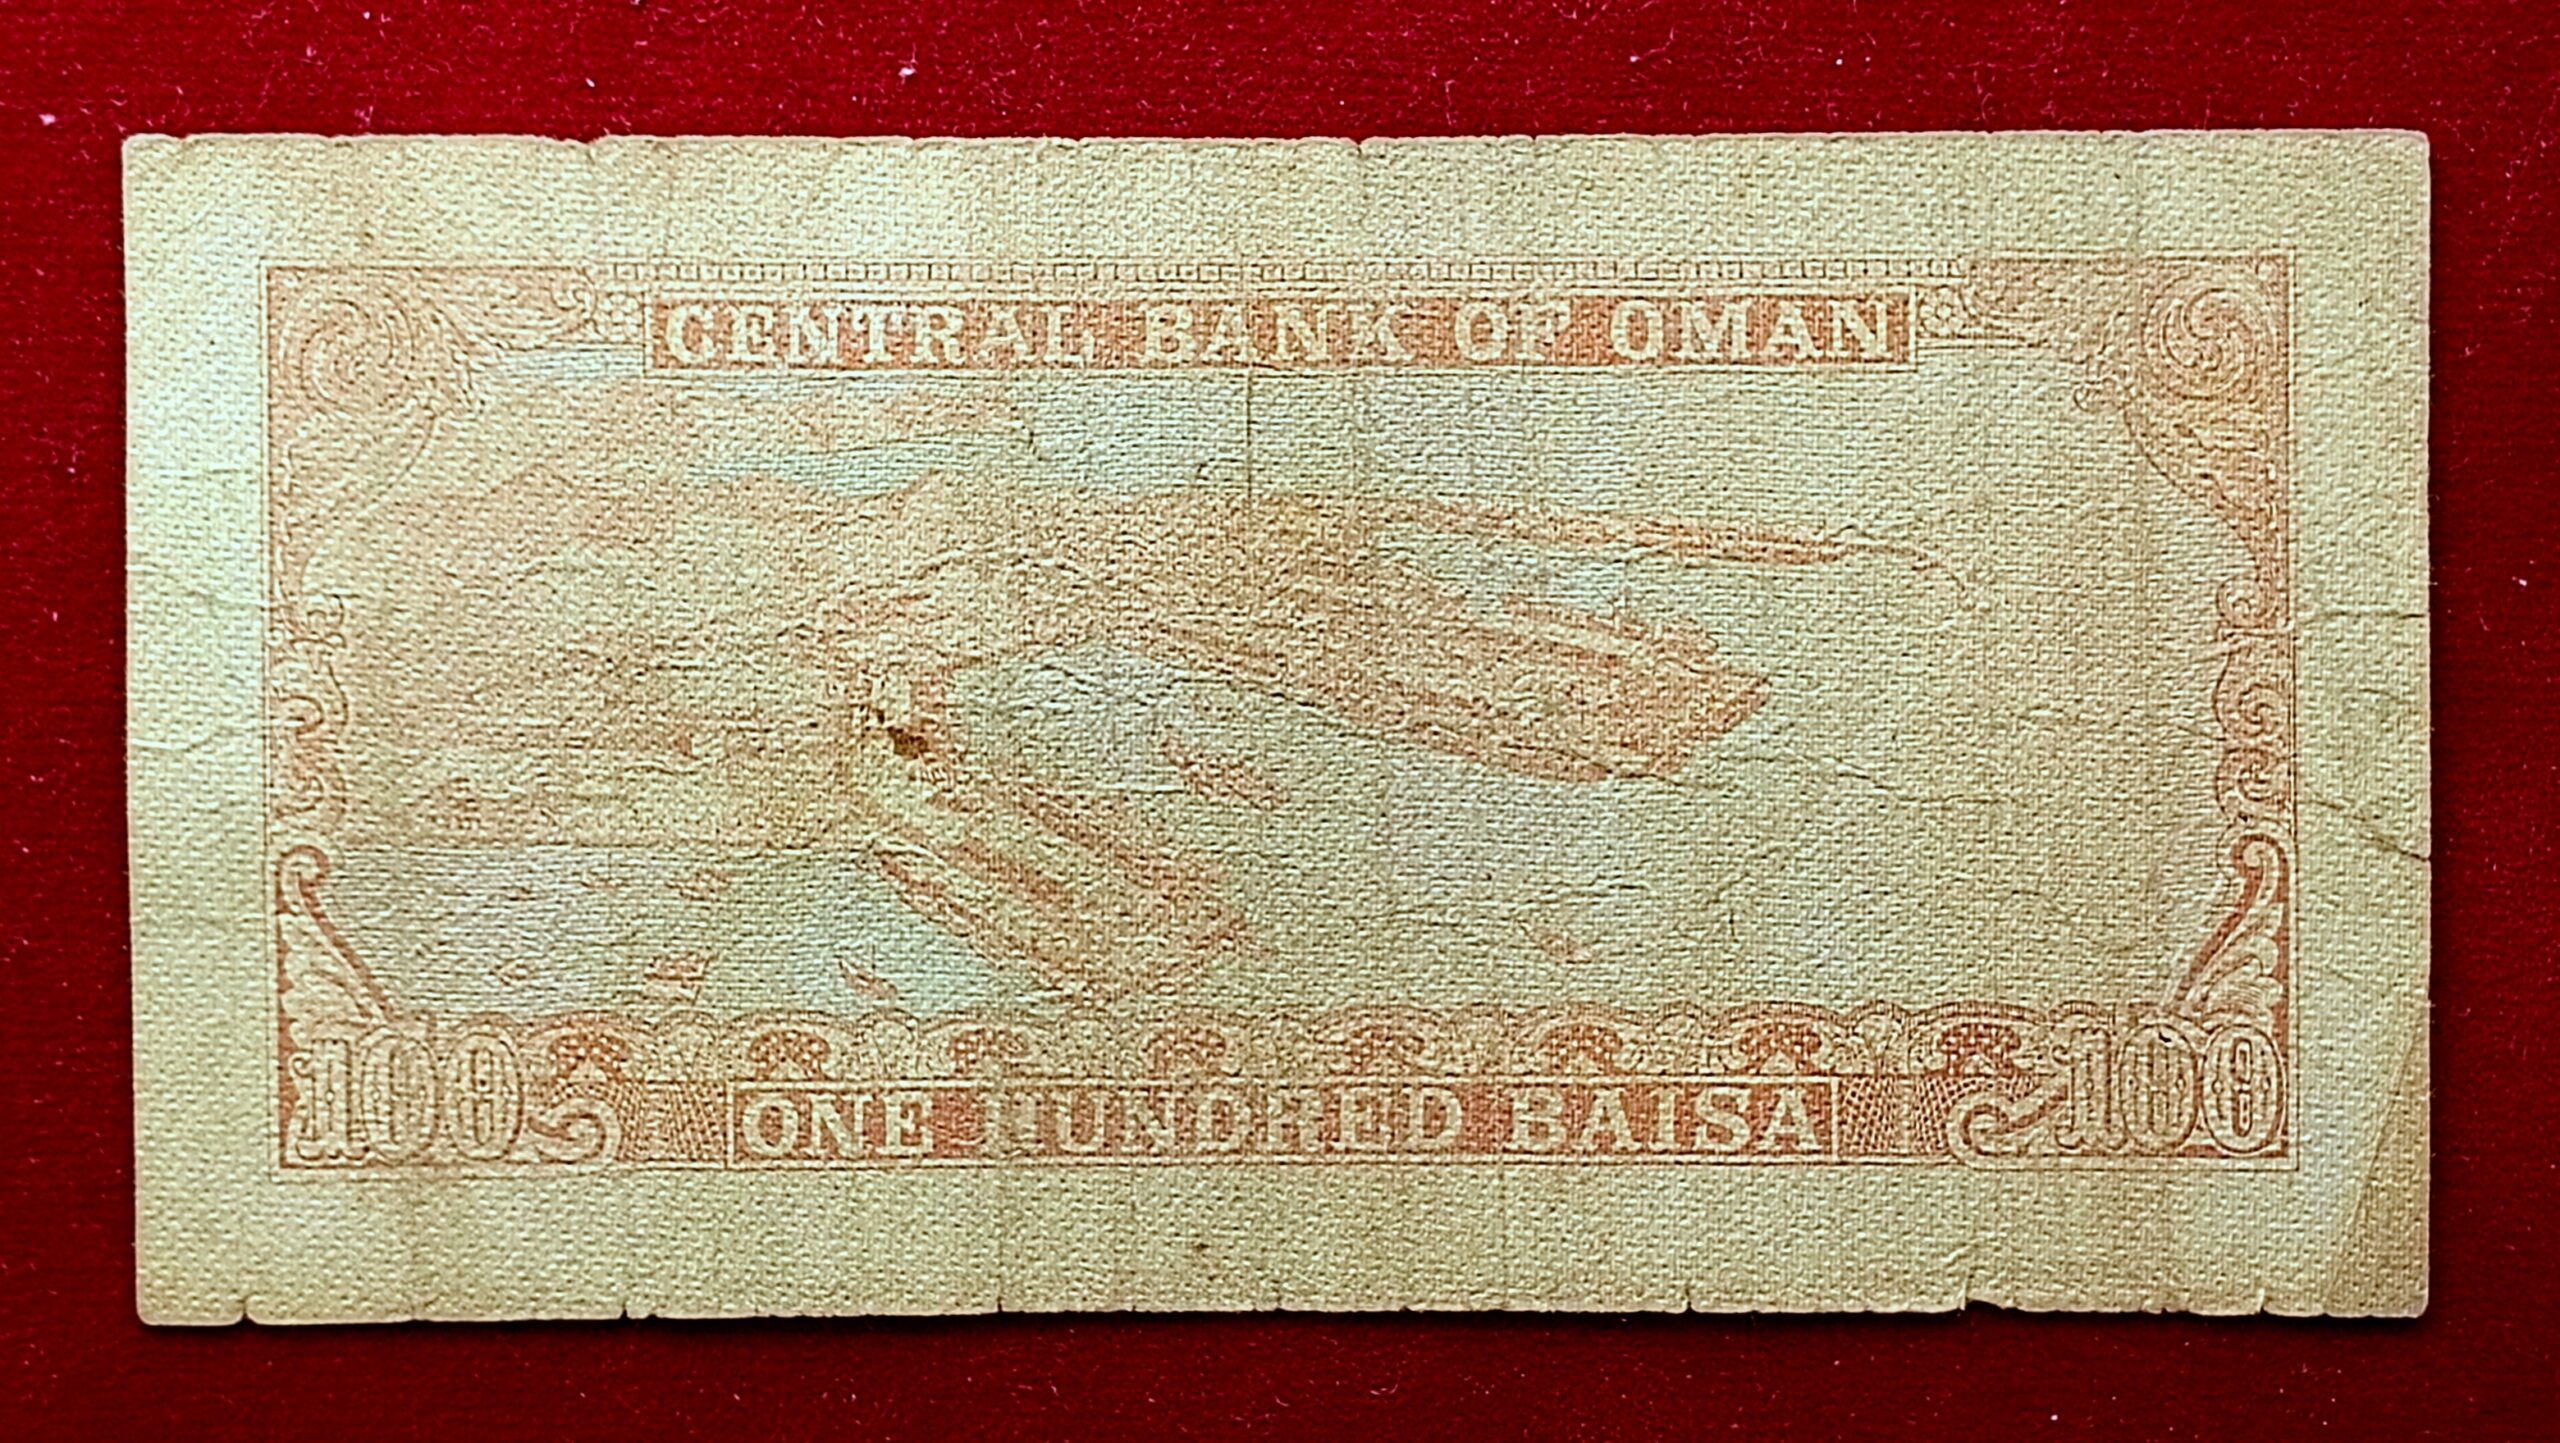 CENTRAL BANK OF OMAN
100 ONE HUNDRED BAISA 100